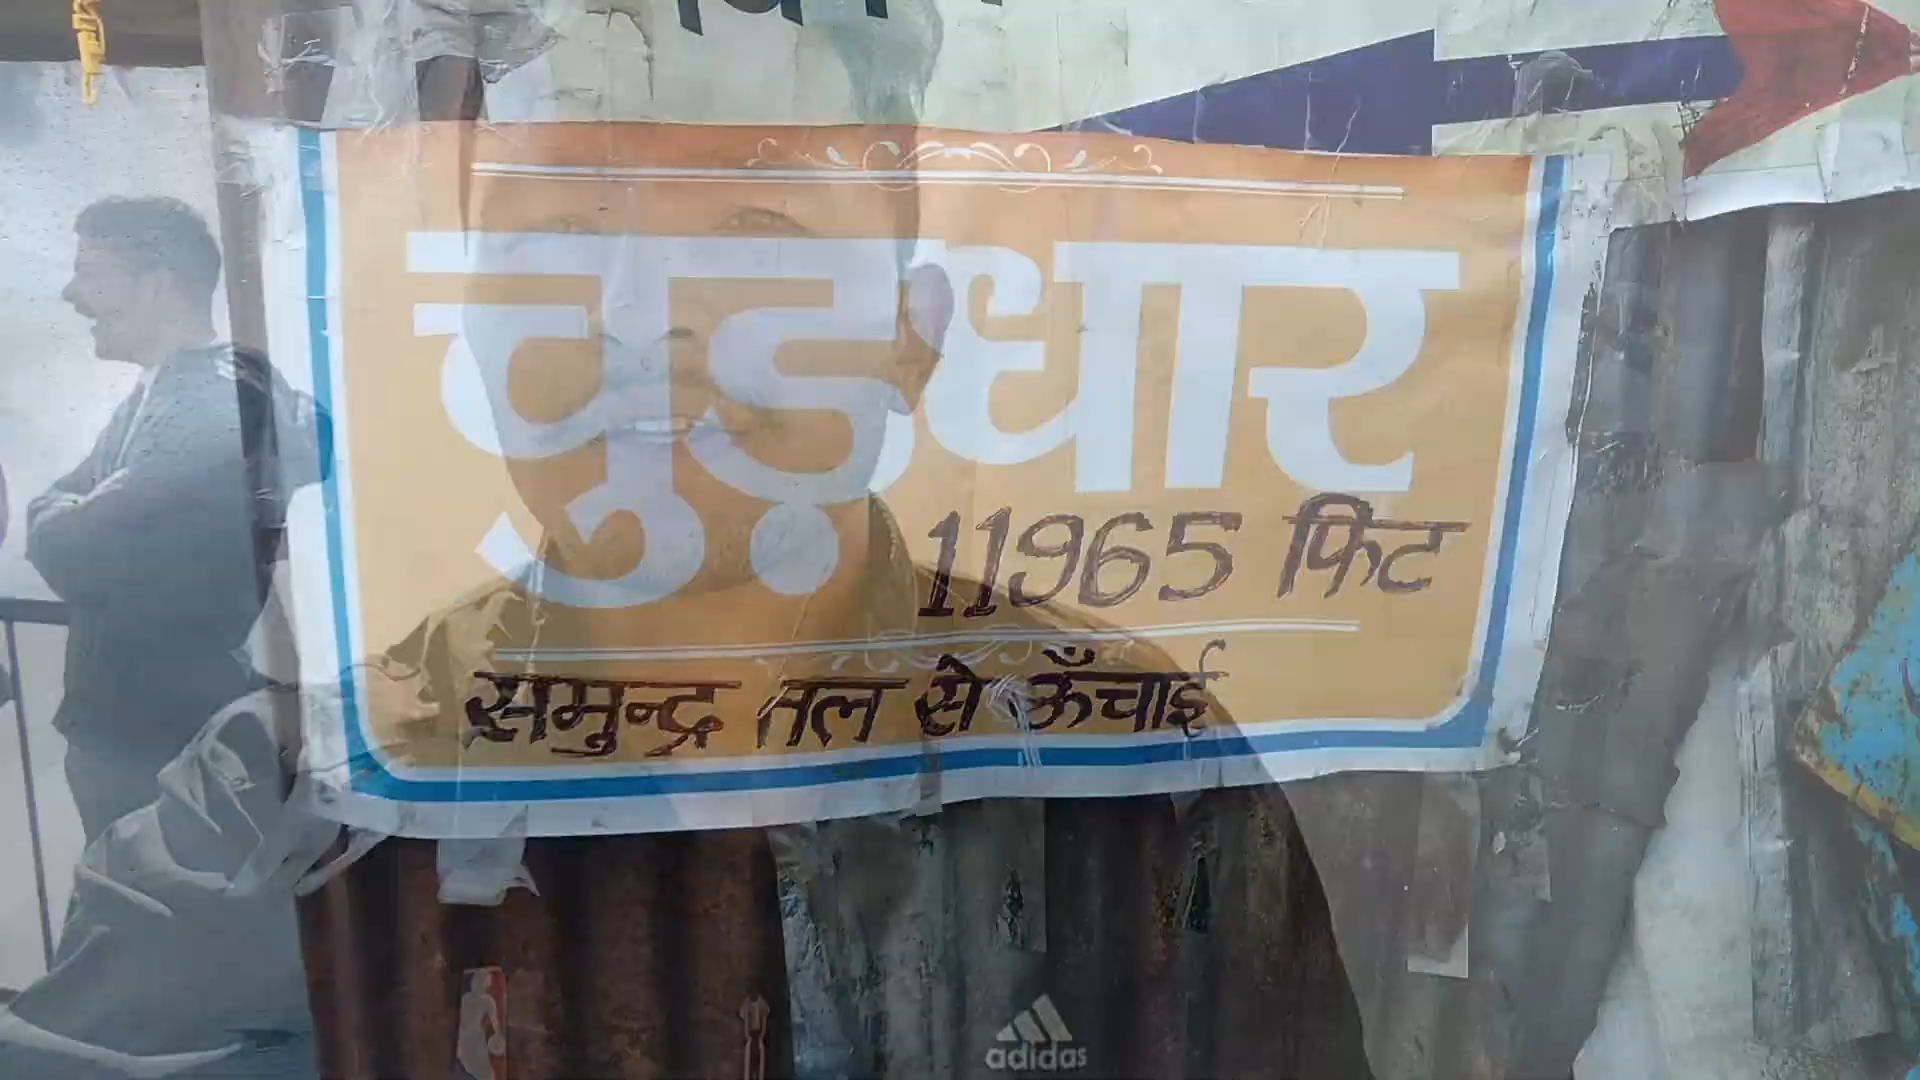 चुड़धार
11965 फिट
समुन्द्र तल से ऊँचाई
adidas